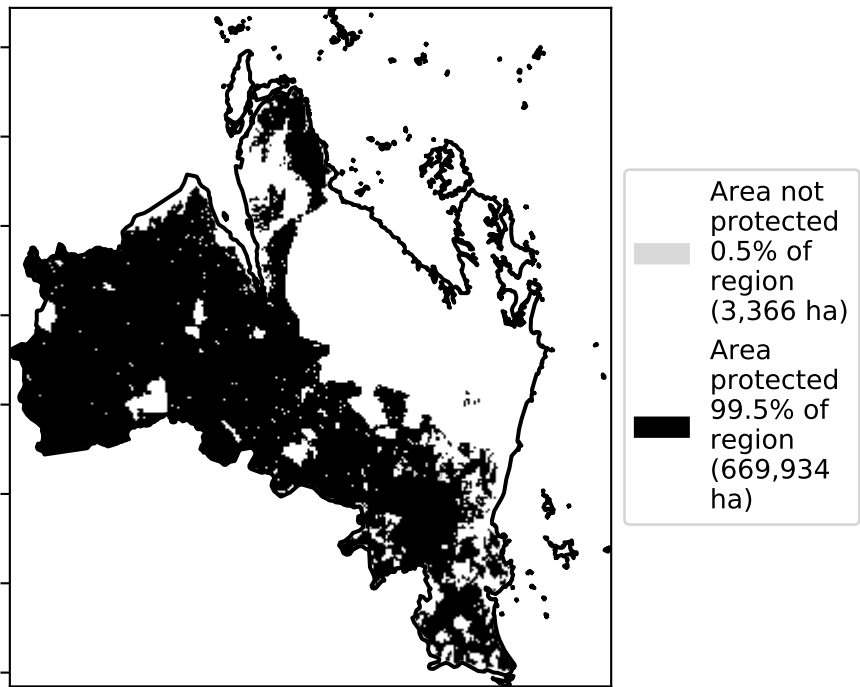 Area not
protected
0.5% of
region
(3,366 ha)
Area
protected
99.5% of
region
(669,934
ha)